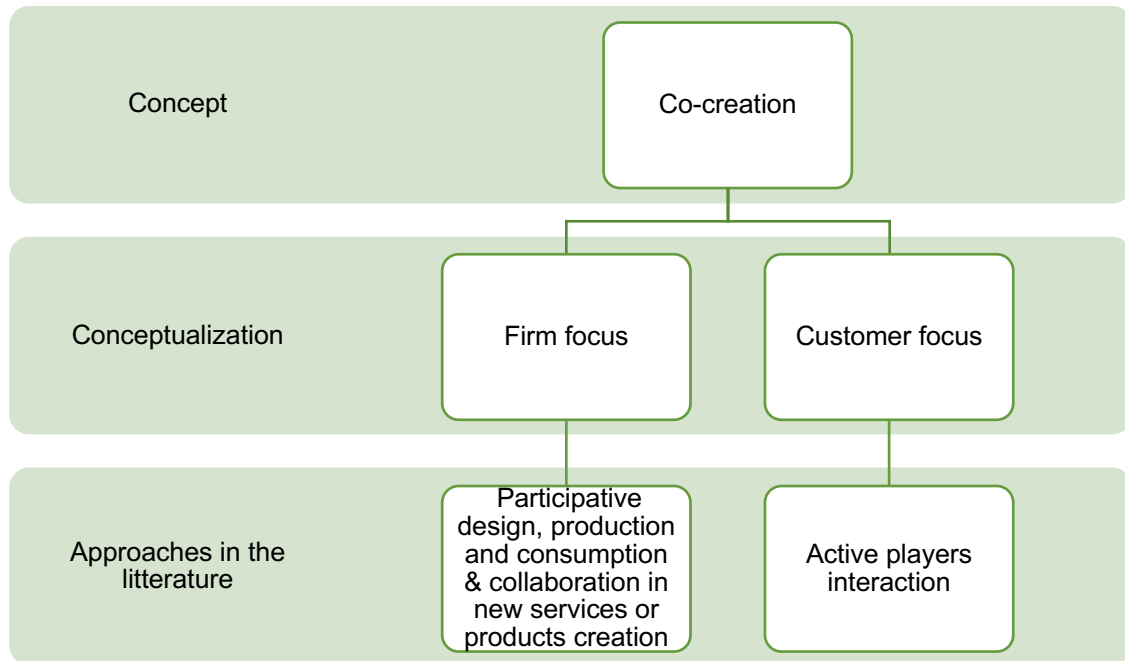 Concept
Co-creation
Conceptualization
Firm focus
Customer focus
Approaches in the
litterature
Participative
design, production
and consumption
& collaboration in
new services or
products creation
Active players
interaction